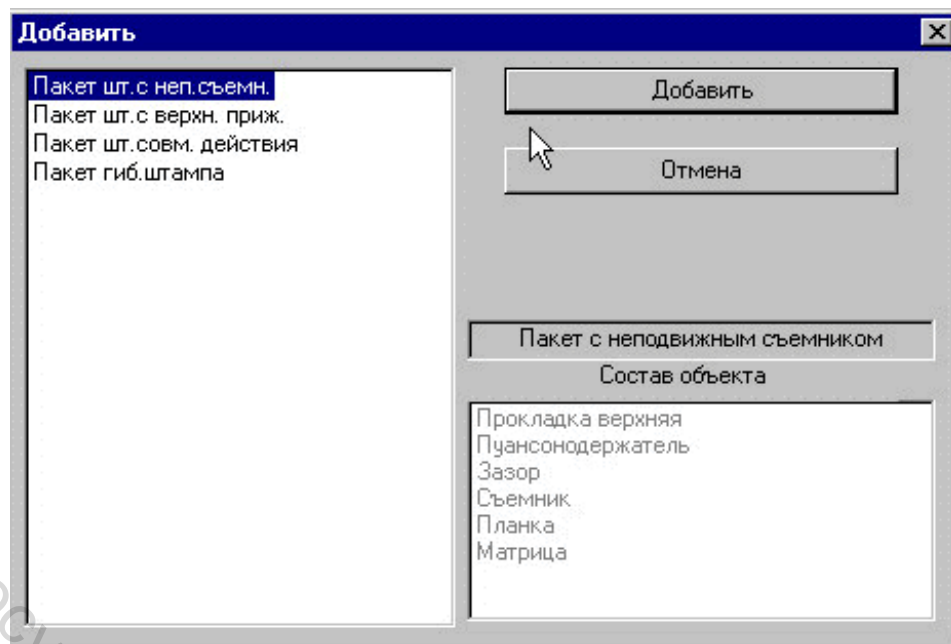 Добавить
Пакет шт.с неп.съемн.
Пакет шт.с верхн. приж.
Пакет шт.совм. действия
Пакет гиб.штампа
Добавить
Отмена
Пакет с неподвижным съемником
Состав объекта
Прокладка верхняя
Пуансонодержатель
Зазор
Съемник
Планка
Матрица